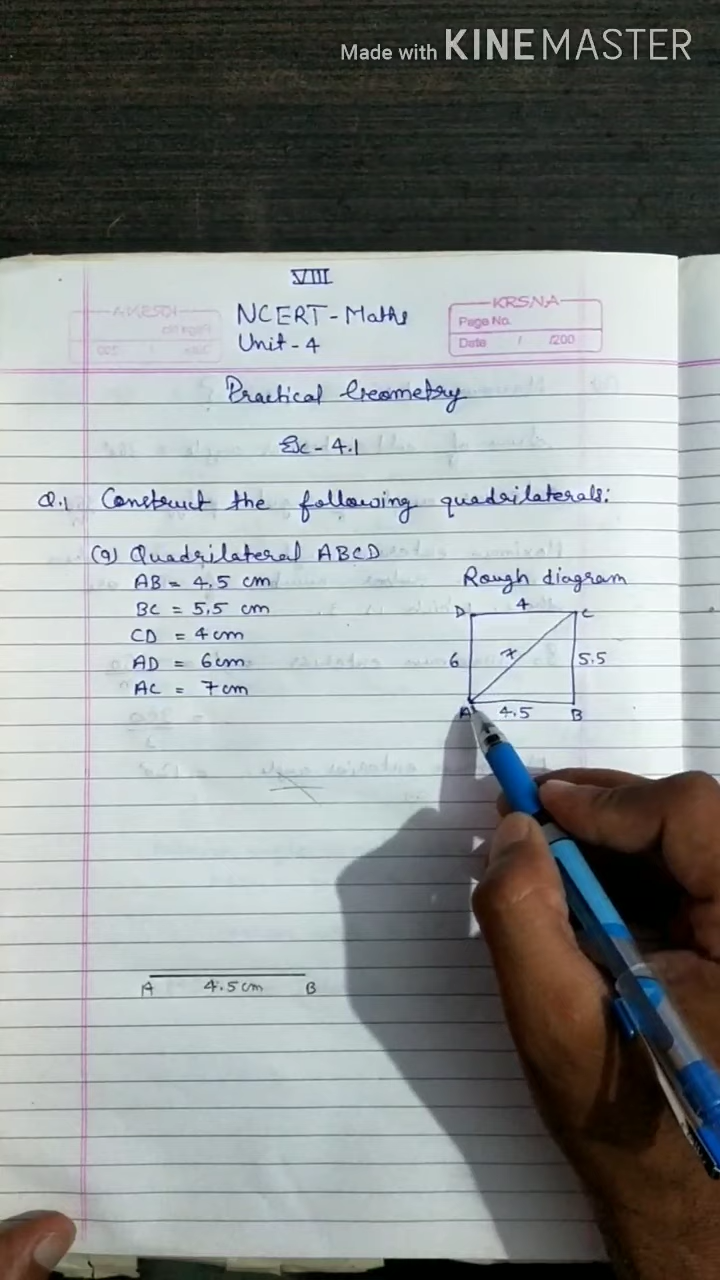 Made with KINEMASTER
VIII
NCERT - Maths
Unit - 4
KRSNA
Page No.
Date / /200
Practical Geometry
Ex - 4.1
Q.1 Construct the following quadrilaterals:
(a) Quadrilateral ABCD
AB = 4.5 cm
BC = 5.5 cm
CD = 4 cm
AD = 6 cm
AC = 7 cm
Rough diagram
D 4 C
6 7 5.5
A 4.5 B
A 4.5 cm B